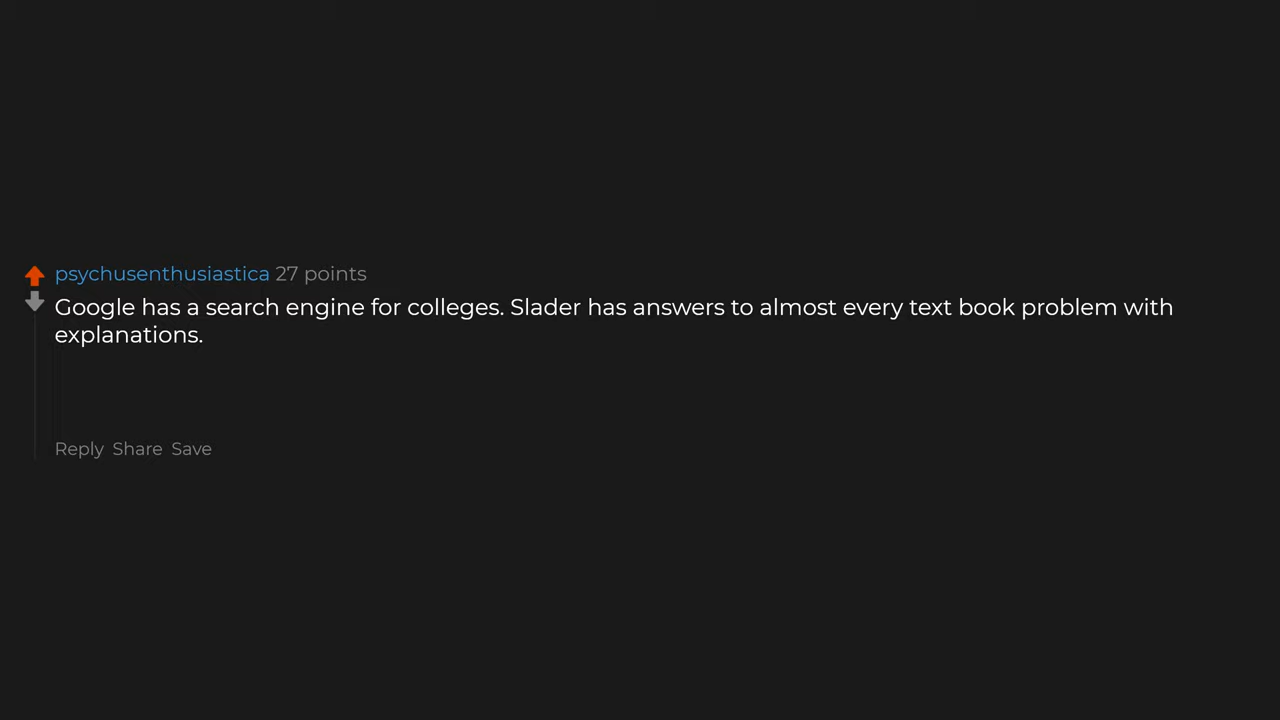 psychusenthusiastica 27 points
Google has a search engine for colleges. Slader has answers to almost every text book problem with
explanations.
Reply Share Save